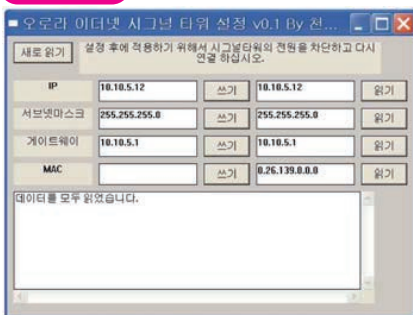 오로라 이더넷 시그널 타워 설정 v0.1 By 천...
새로 읽기
설정 후에 적용하기 위해서 시그널타워의 전원을 차단하고 다시
연결 하십시오.
IP 10.10.5.12 쓰기 10.10.5.12 읽기
서브넷마스크 255.255.255.0 쓰기 255.255.255.0 읽기
게이트웨이 10.10.5.1 쓰기 10.10.5.1 읽기
MAC 쓰기 0.26.139.0.0.0 읽기
데이터를 모두 읽었습니다.